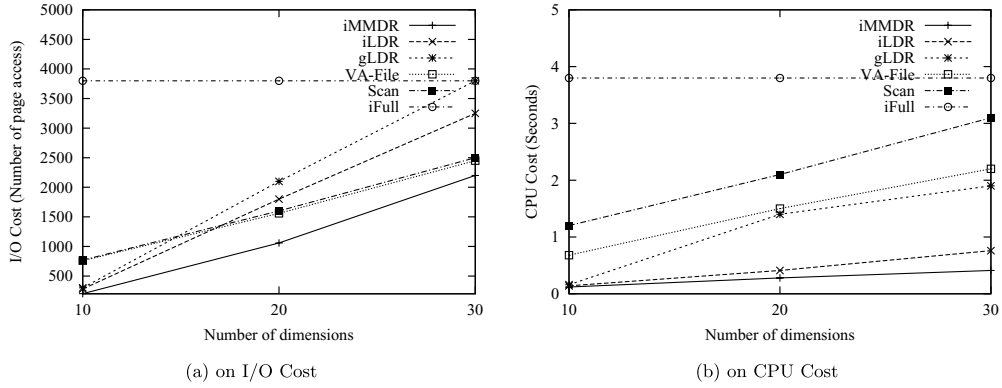 I/O Cost (Number of page access)
5000
4500
4000
3500
3000
2500
2000
1500
1000
500
10
20
30
Number of dimensions
iMMDR
iLDR
gLDR
VA-File
Scan
iFull
(a) on I/O Cost
CPU Cost (Seconds)
5
4
3
2
1
0
10
20
30
Number of dimensions
iMMDR
iLDR
gLDR
VA-File
Scan
iFull
(b) on CPU Cost